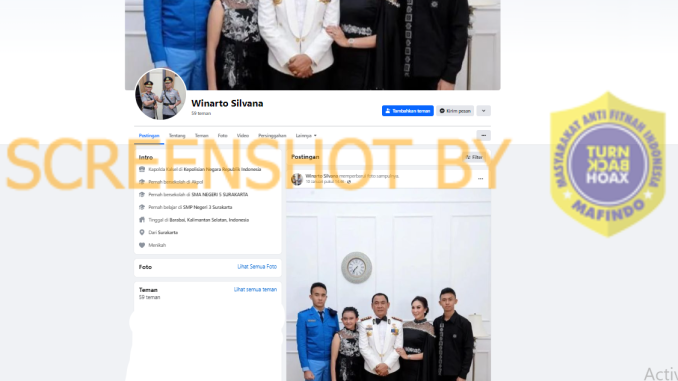 Winarto Silvana
59 teman
Tambahkan teman
Kirim pesan
Postingan Tentang Teman Foto Video Persinggahan Lainnya
SCREENSHOT BY
Intro
Kapolda Kalsel di Kepolisian Negara Republik Indonesia
Pernah bersekolah di Akpol
Pernah bersekolah di SMA NEGERI 5 SURAKARTA
Pernah belajar di SMP Negeri 3 Surakarta
Tinggal di Barabai, Kalimantan Selatan, Indonesia
Dari Surakarta
Menikah
Foto
Lihat Semua Foto
Teman
Lihat semua teman
59 teman
Postingan
Filter
Winarto Silvana memperbarui foto sampulnya.
MASYARAKAT ANTI FITNAH INDONESIA
TURN
BACK
HOAX
MAFINDO
Activ